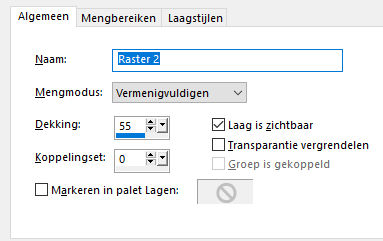 Algemeen Mengbereiken Laagstijlen
Naam: Raster 2
Mengmodus: Vermenigvuldigen
Dekking: 55 Laag is zichtbaar
Transparantie vergrendelen
Koppelingset: 0 Groep is gekoppeld
Markeren in palet Lagen: